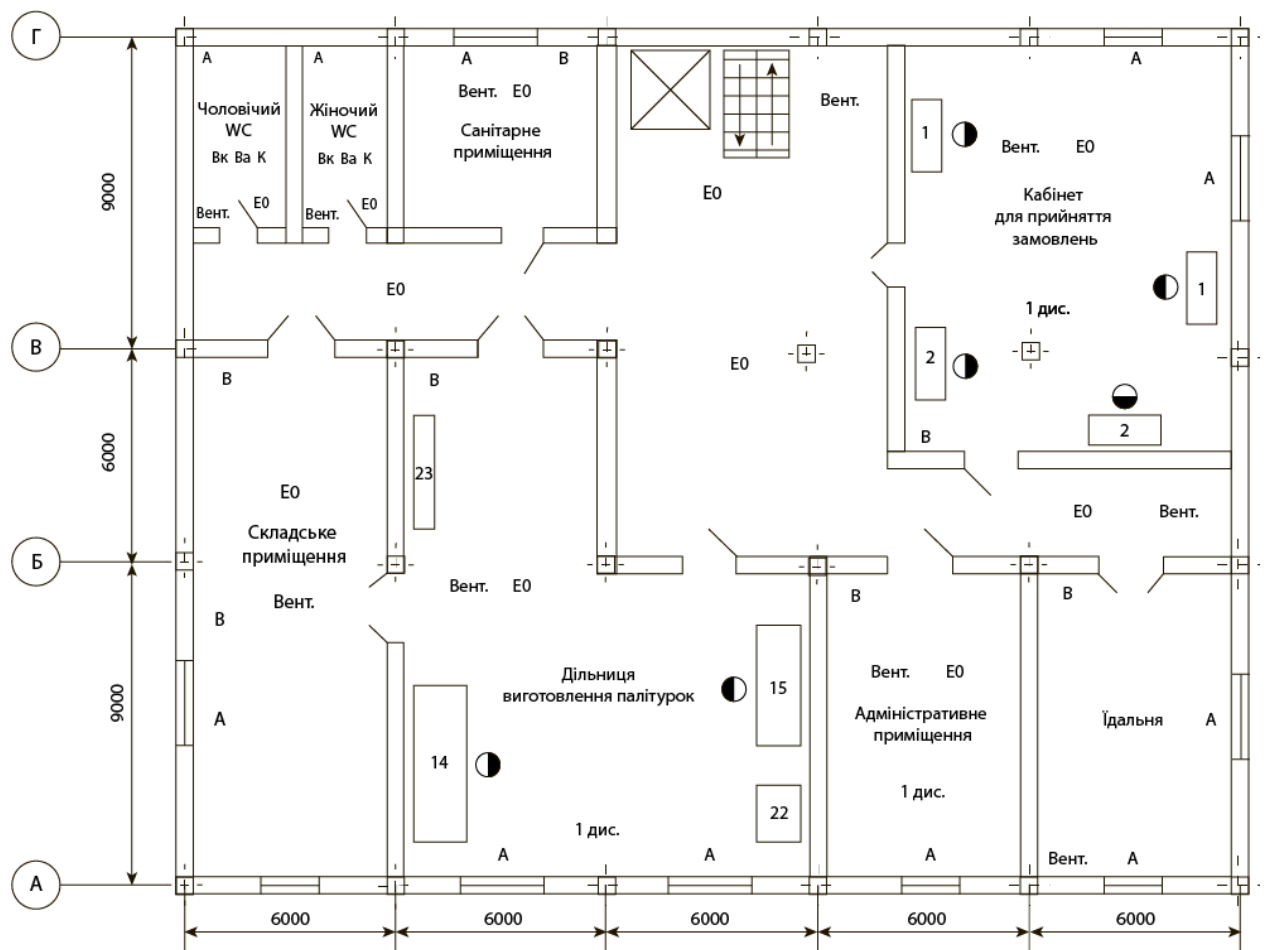 Г
А
А
А
В
А
Вент. Е0
Вент.
Чоловічий
WC
Вк Ва К
Жіночий
WC
Вк Ва К
Санітарне
приміщення
1
Вент. Е0
9000
А
Е0
Е0
Вент.
Вент.
Е0
Кабінет
для прийняття
замовлень
Е0
1
1 дис.
В
В
В
Е0
2
2
В
6000
23
Е0
Складське
приміщення
Е0
Вент.
Б
Вент. Е0
Вент.
В
В
В
9000
Дільниця
виготовлення палітурок
15
Вент. Е0
А
Адміністративне
приміщення
Їдальня
А
14
22
1 дис.
1 дис.
А
А
А
Вент.
А
А
6000
6000
6000
6000
6000